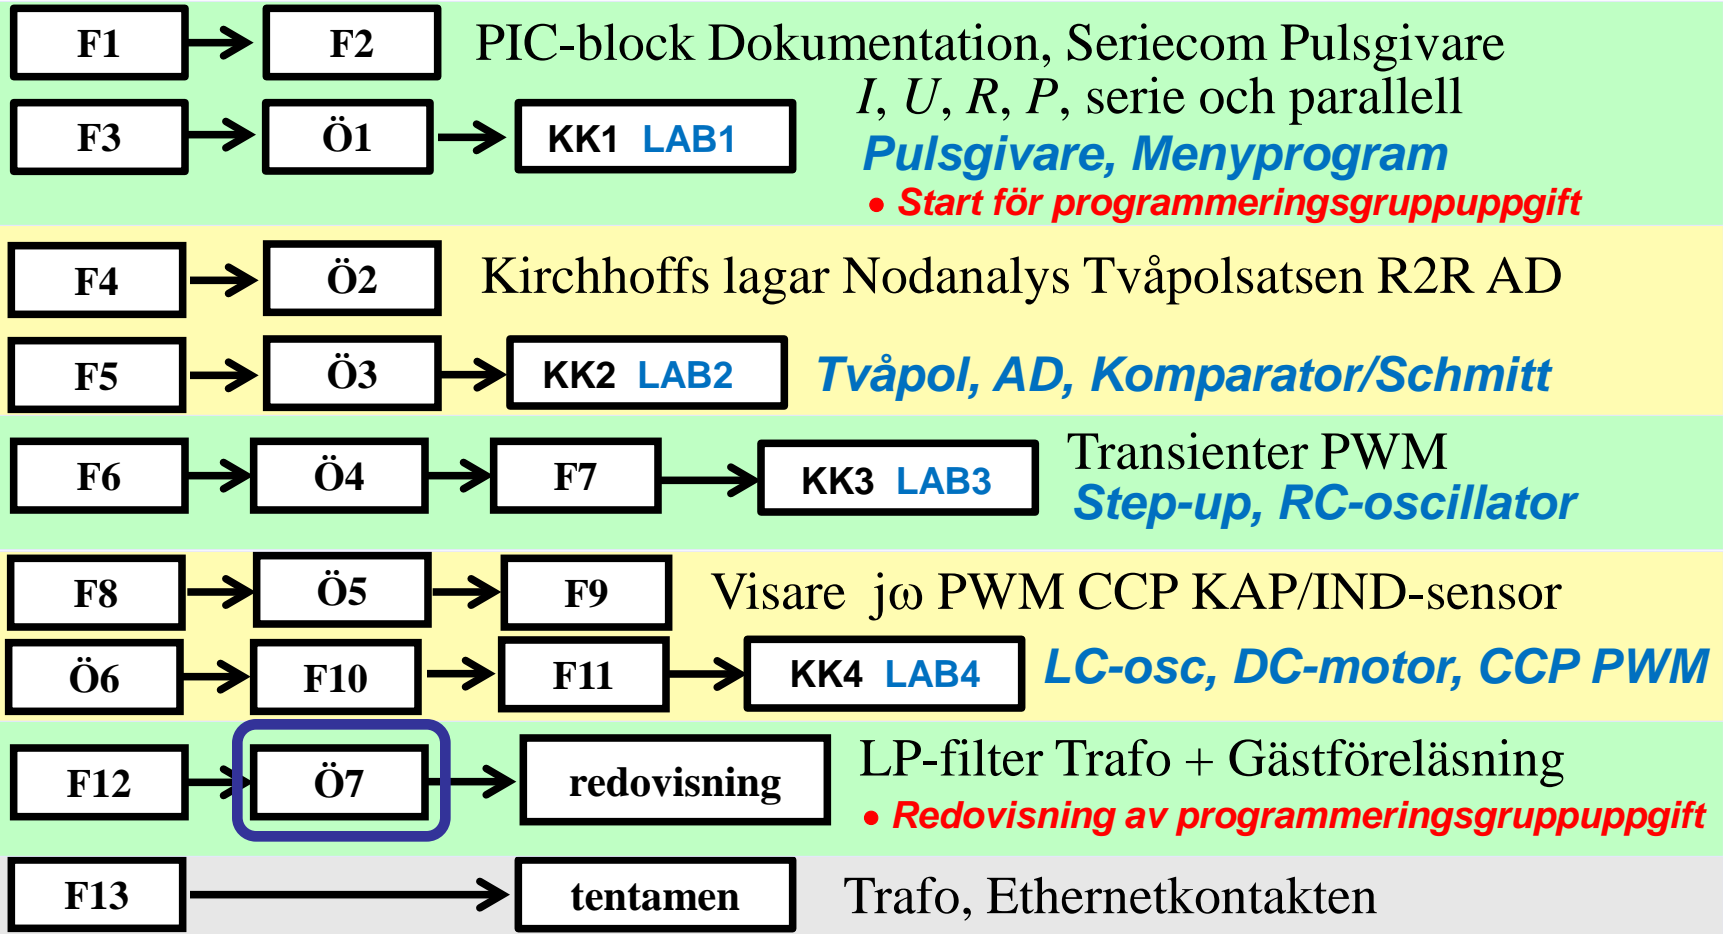 F1 F2 PIC-block Dokumentation, Seriecom Pulsgivare
I, U, R, P, serie och parallell
F3 Ö1 KK1 LAB1 Pulsgivare, Menyprogram
• Start för programmeringsgruppuppgift
F4 Ö2 Kirchhoffs lagar Nodanalys Tvåpolsatsen R2R AD
F5 Ö3 KK2 LAB2 Tvåpol, AD, Komparator/Schmitt
F6 Ö4 F7 KK3 LAB3 Transienter PWM
Step-up, RC-oscillator
F8 Ö5 F9 Visare jω PWM CCP KAP/IND-sensor
Ö6 F10 F11 KK4 LAB4 LC-osc, DC-motor, CCP PWM
F12 Ö7 redovisning LP-filter Trafo + Gästföreläsning
• Redovisning av programmeringsgruppuppgift
F13 tentamen Trafo, Ethernetkontakten